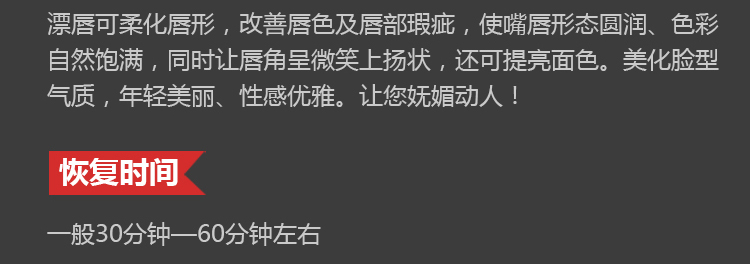 漂唇可柔化唇形，改善唇色及唇部瑕疵，使嘴唇形态圆润、色彩
自然饱满，同时让唇角呈微笑上扬状，还可提亮面色。美化脸型
气质，年轻美丽、性感优雅。让您妩媚动人！
恢复时间
一般30分钟—60分钟左右